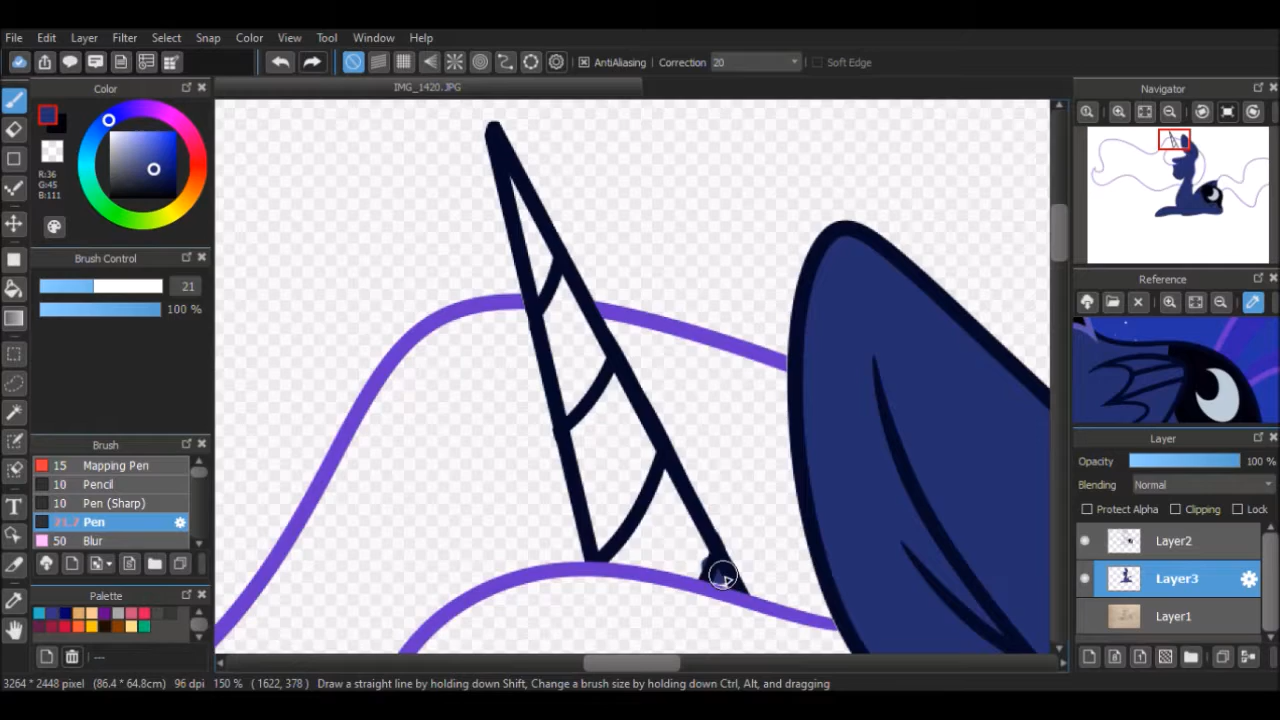 File Edit Layer Filter Select Snap Color View Tool Window Help
AntiAliasing Correction 20 Soft Edge
Color
IMG_1420.JPG
Navigator
R:36
G:45
B:111
Brush Control
21
100 %
Reference
Brush
15 Mapping Pen
10 Pencil
10 Pen (Sharp)
Pen
50 Blur
Palette
Layer
Opacity 100 %
Blending Normal
Protect Alpha Clipping Lock
Layer2
Layer3
Layer1
3264 * 2448 pixel (86.4 * 64.8cm) 96 dpi 150 % ( 1622, 378 ) Draw a straight line by holding down Shift, Change a brush size by holding down Ctrl, Alt, and dragging